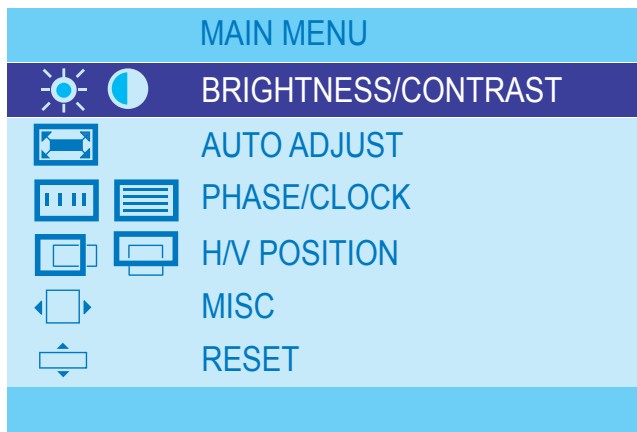 MAIN MENU
BRIGHTNESS/CONTRAST
AUTO ADJUST
PHASE/CLOCK
H/V POSITION
MISC
RESET